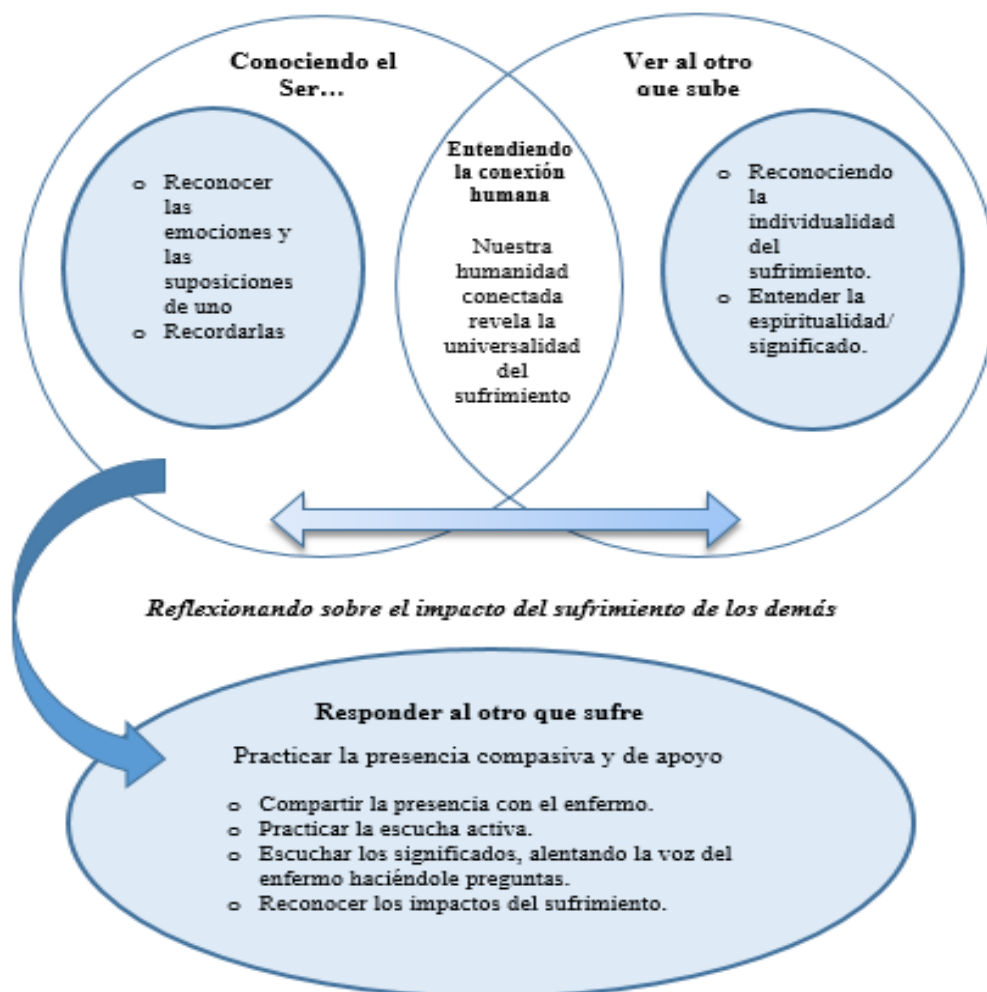 Conociendo el
Ser...
o Reconocer
las
emociones y
las
suposiciones
de uno
o Recordarlas
Entendiendo
la conexión
humana
Nuestra
humanidad
conectada
revela la
universalidad
del
sufrimiento
Ver al otro
que sube
o Reconociendo
la
individualidad
del
sufrimiento.
o Entender la
espiritualidad/
significado.
Reflexionando sobre el impacto del sufrimiento de los demás
Responder al otro que sufre
Practicar la presencia compasiva y de apoyo
o Compartir la presencia con el enfermo.
o Practicar la escucha activa.
o Escuchar los significados, alentando la voz del
enfermo haciéndole preguntas.
o Reconocer los impactos del sufrimiento.